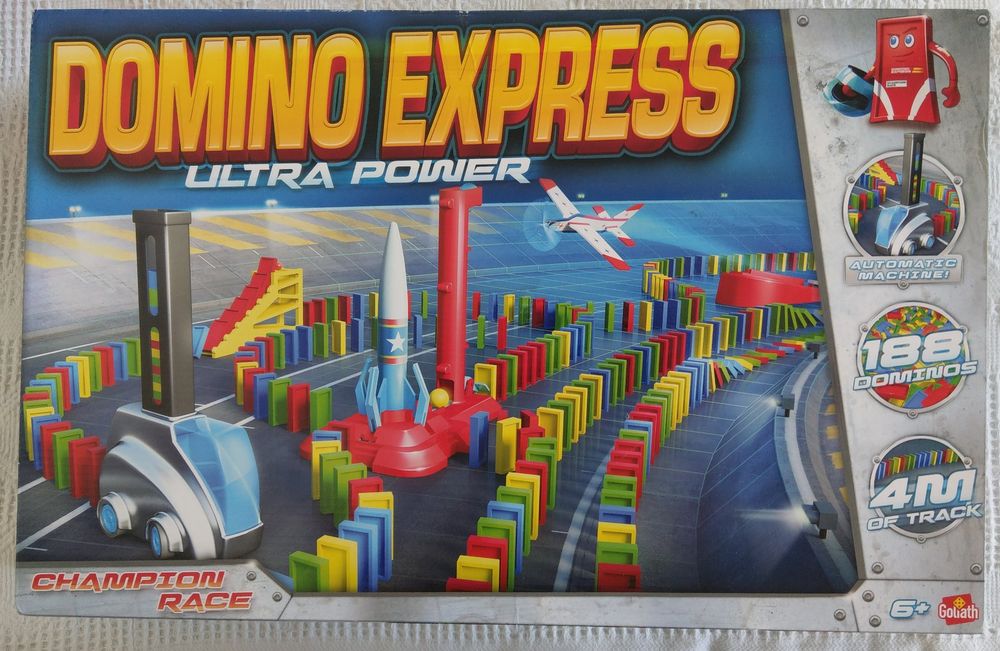 DOMINO EXPRESS
ULTRA POWER
AUTOMATIC
MACHINE!
188
DOMINOS
4M
OF TRACK
CHAMPION
RACE
6+
Goliath